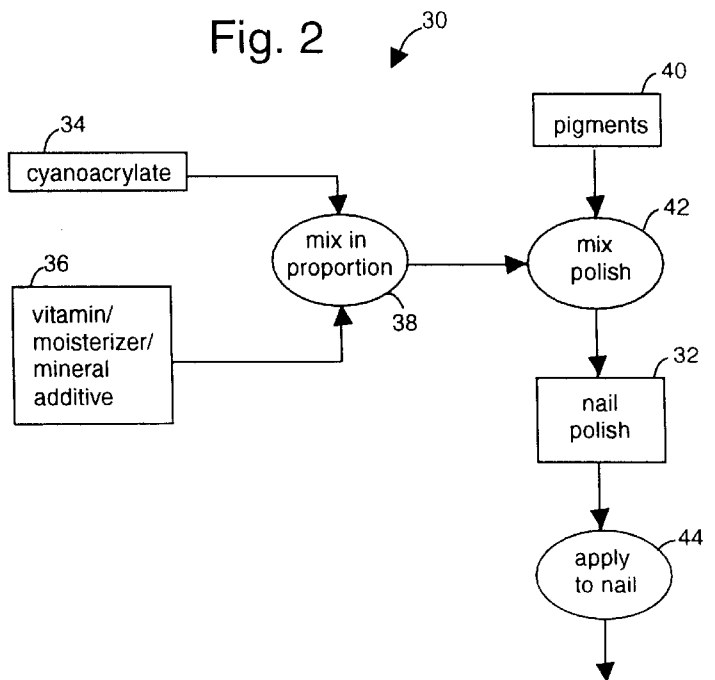 Fig. 2
30
40
pigments
34
cyanoacrylate
42
mix
polish
mix in
proportion
38
36
vitamin/
moisterizer/
mineral
additive
32
nail
polish
44
apply
to nail